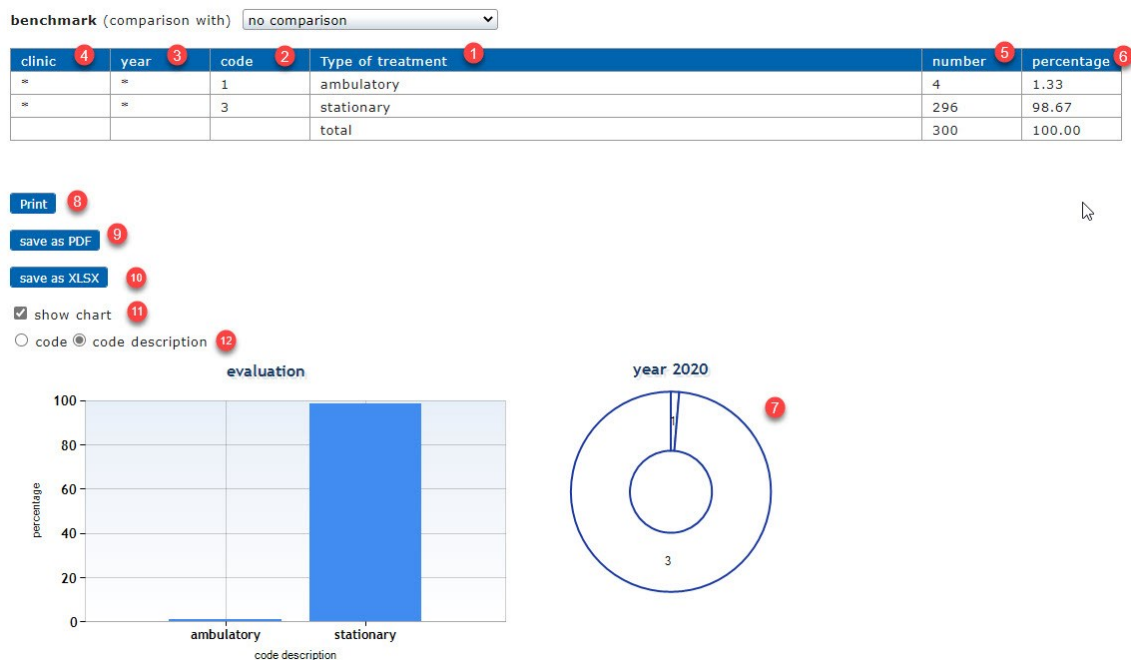 benchmark (comparison with) no comparison
clinic 4 year 3 code 2 Type of treatment 1 number 5 percentage 6
* * 1 ambulatory 4 1.33
* * 3 stationary 296 98.67
total 300 100.00
Print 8
save as PDF 9
save as XLSX 10
show chart 11
code code description 12
evaluation
100
80
60
40
20
0
percentage
ambulatory stationary
code description
year 2020
7
1
3